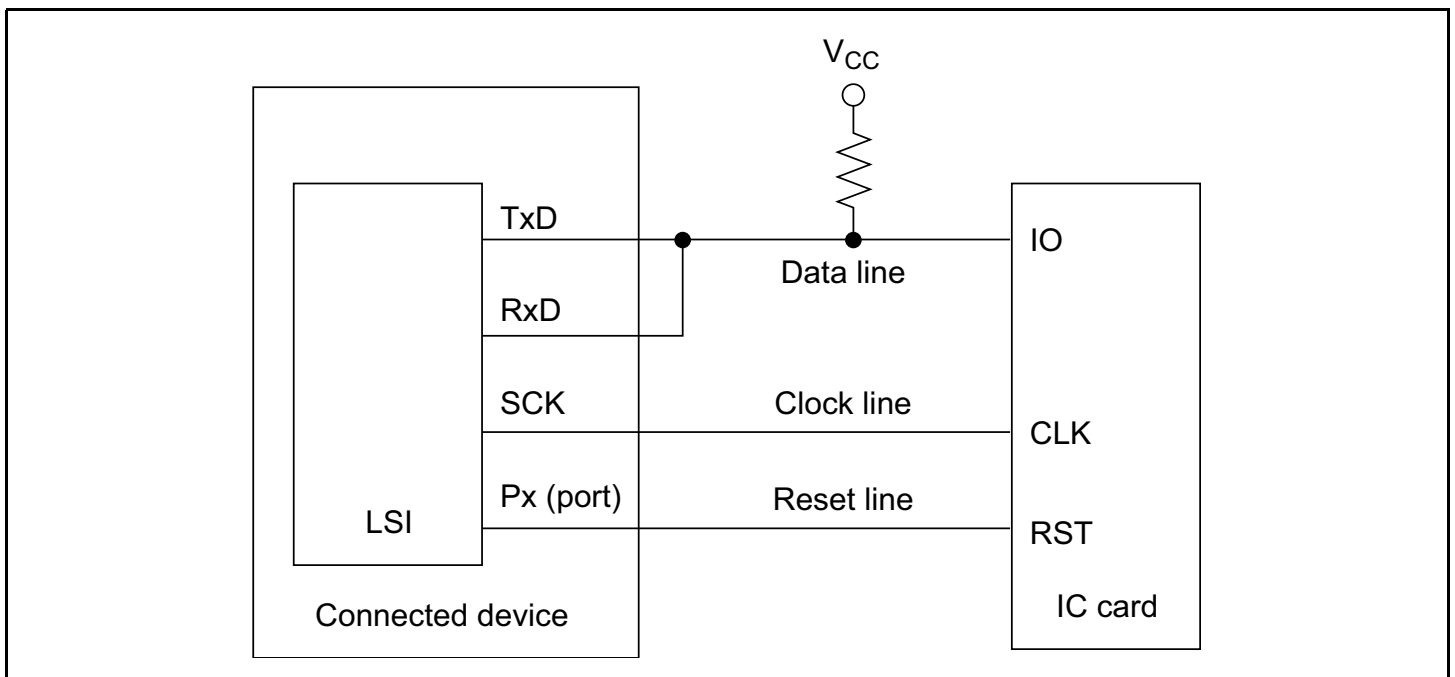 VCC
TxD
IO
Data line
RxD
SCK
Clock line
CLK
Px (port)
Reset line
LSI
RST
IC card
Connected device